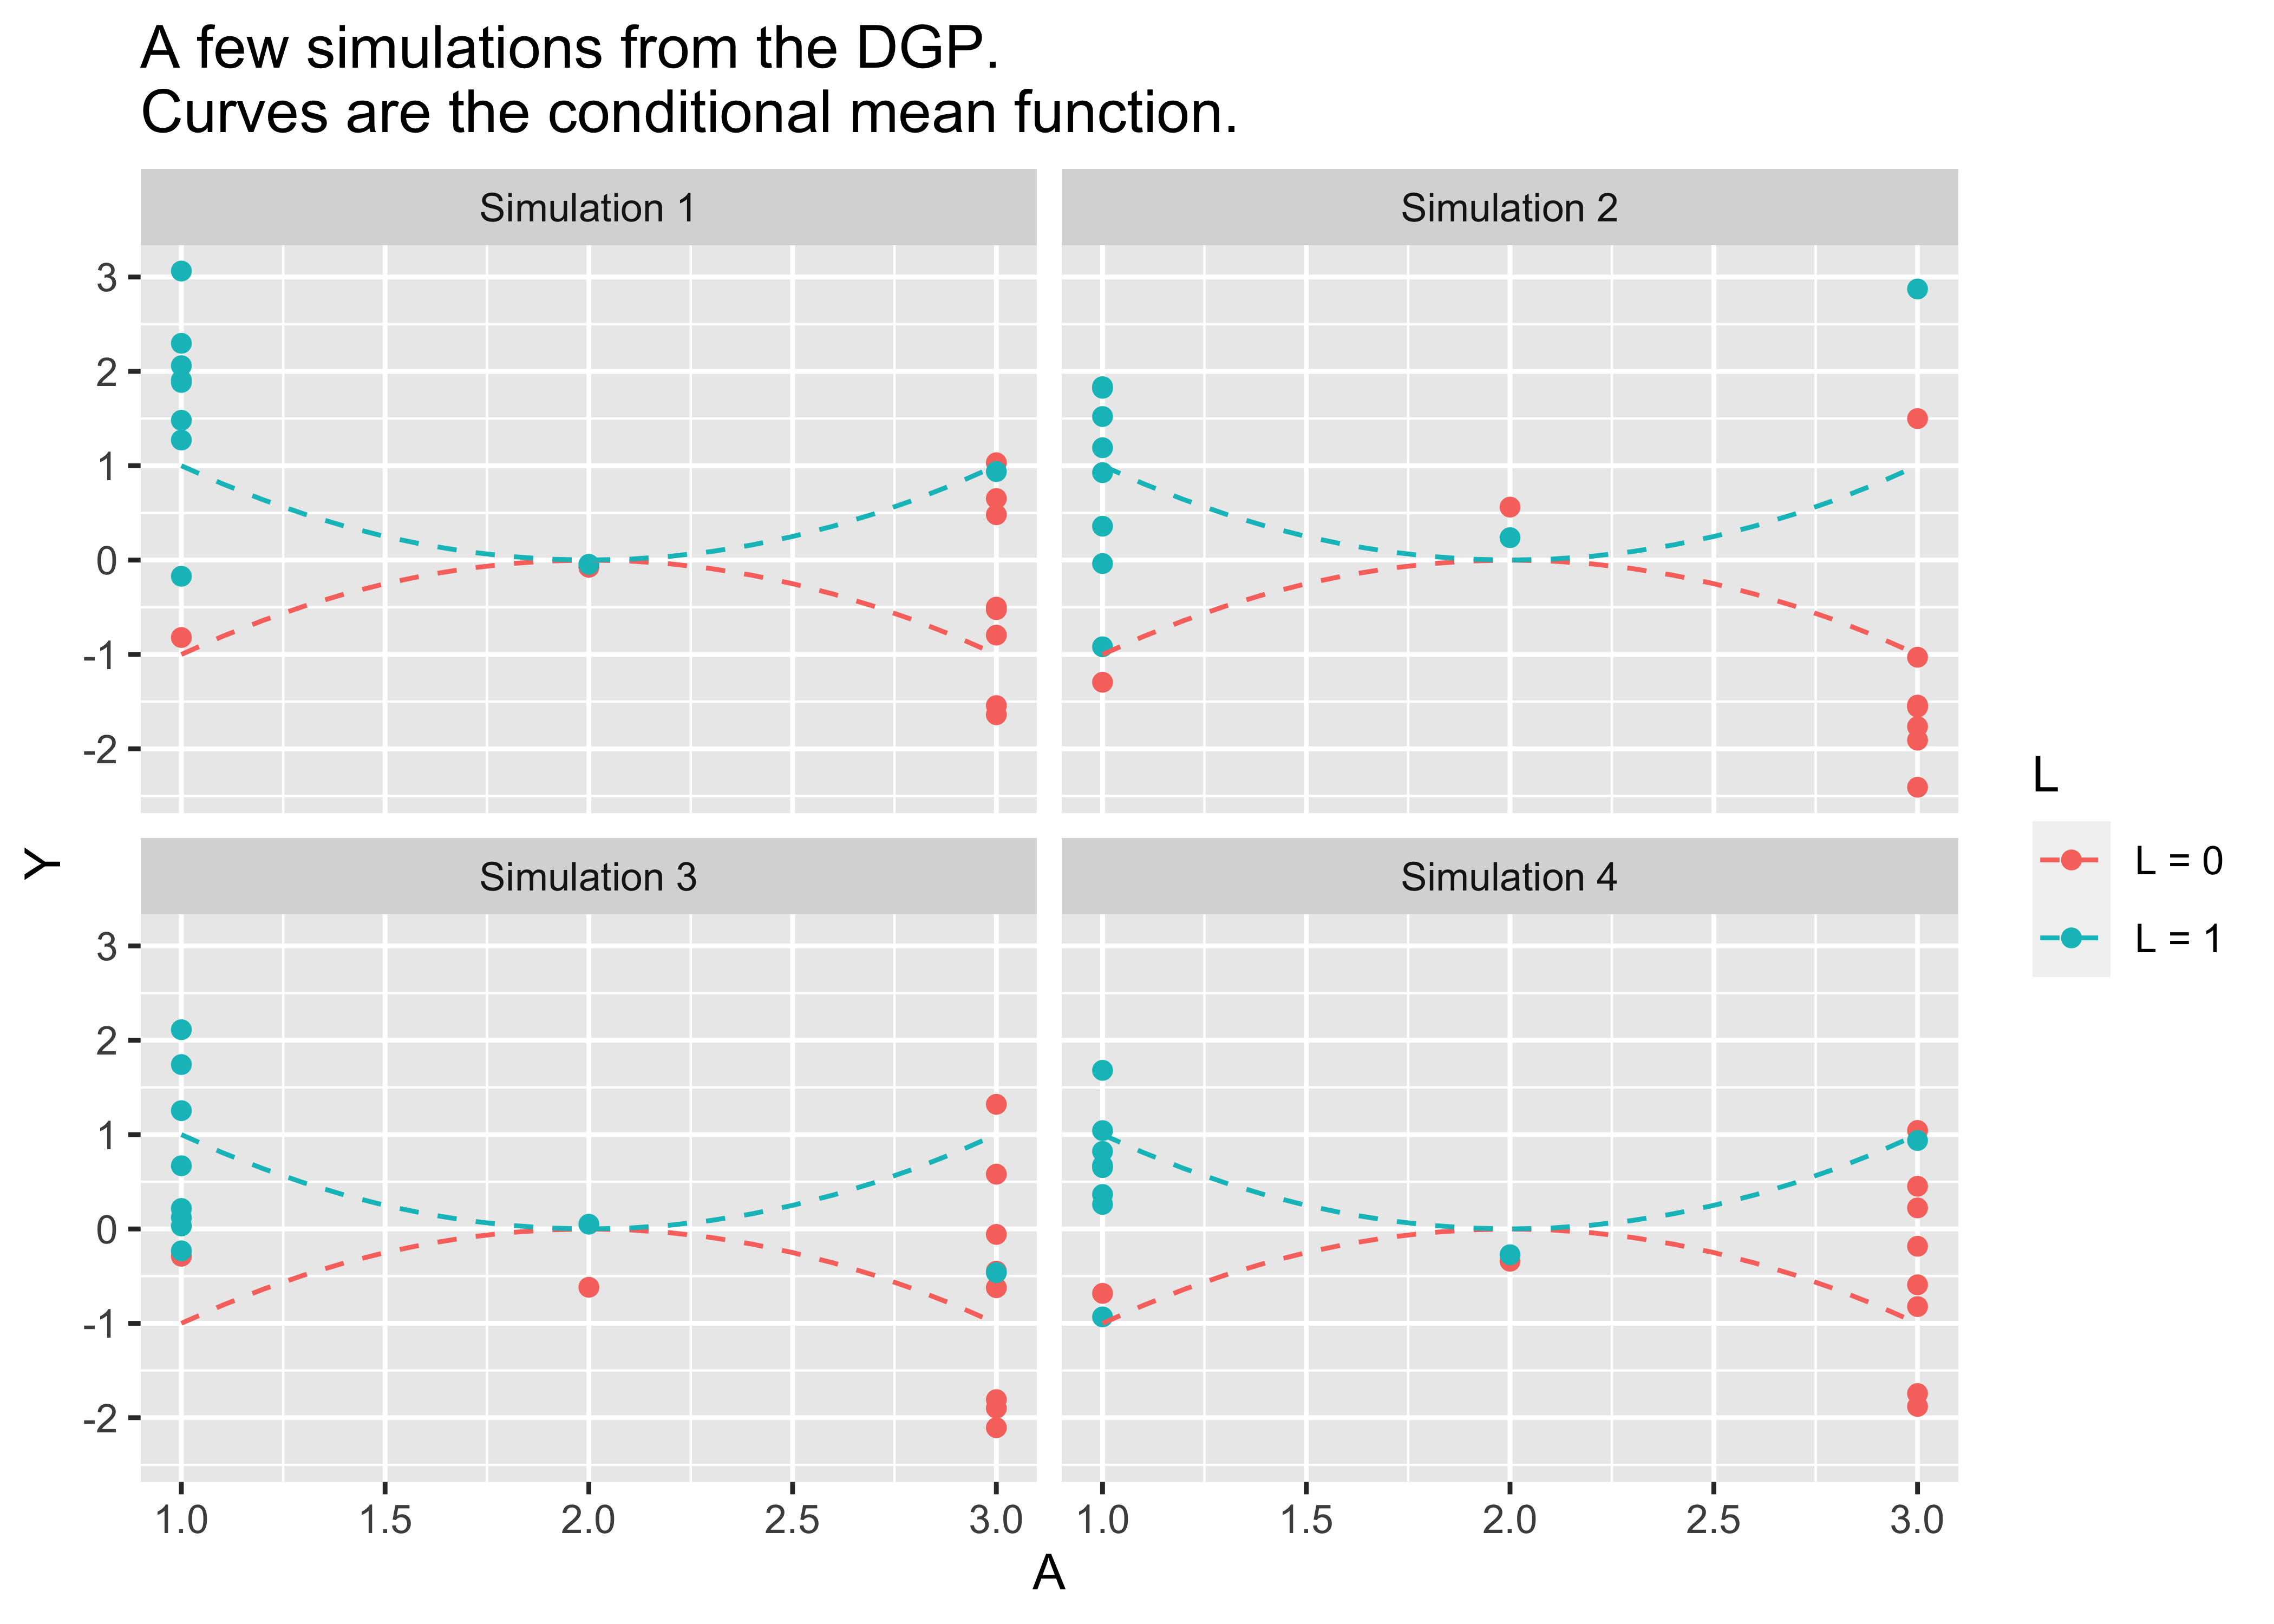 A few simulations from the DGP.
Curves are the conditional mean function.
Simulation 1
Simulation 2
3
2
1
0
-1
-2
Y
Simulation 3
Simulation 4
3
2
1
0
-1
-2
1.0 1.5 2.0 2.5 3.0
1.0 1.5 2.0 2.5 3.0
A
L
L = 0
L = 1